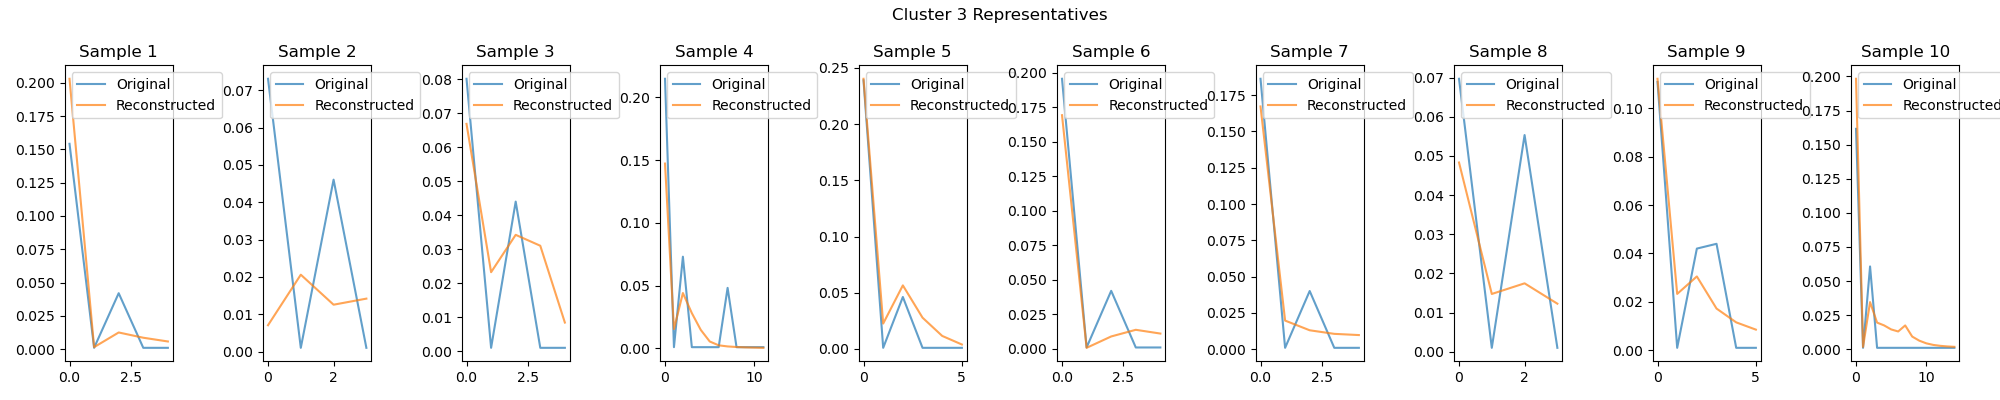 Cluster 3 Representatives
Sample 1
Original
Reconstructed
0.200
0.175
0.150
0.125
0.100
0.075
0.050
0.025
0.000
0.0 2.5
Sample 2
Original
Reconstructed
0.07
0.06
0.05
0.04
0.03
0.02
0.01
0.00
0 2
Sample 3
Original
Reconstructed
0.08
0.07
0.06
0.05
0.04
0.03
0.02
0.01
0.00
0.0 2.5
Sample 4
Original
Reconstructed
0.20
0.15
0.10
0.05
0.00
0 10
Sample 5
Original
Reconstructed
0.25
0.20
0.15
0.10
0.05
0.00
0 5
Sample 6
Original
Reconstructed
0.200
0.175
0.150
0.125
0.100
0.075
0.050
0.025
0.000
0.0 2.5
Sample 7
Original
Reconstructed
0.175
0.150
0.125
0.100
0.075
0.050
0.025
0.000
0.0 2.5
Sample 8
Original
Reconstructed
0.07
0.06
0.05
0.04
0.03
0.02
0.01
0.00
0 2
Sample 9
Original
Reconstructed
0.10
0.08
0.06
0.04
0.02
0.00
0 5
Sample 10
Original
Reconstructed
0.200
0.175
0.150
0.125
0.100
0.075
0.050
0.025
0.000
0 10